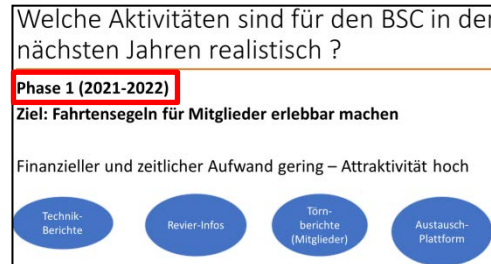 Welche Aktivitäten sind für den BSC in der
nächsten Jahren realistisch ?
Phase 1 (2021-2022)
Ziel: Fahrtensegeln für Mitglieder erlebbar machen
Finanzieller und zeitlicher Aufwand gering – Attraktivität hoch
Technik-
Berichte
Revier-Infos
Törn-
berichte
(Mitglieder)
Austausch-
Plattform